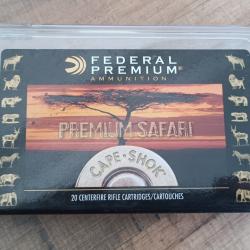 FEDERAL
PREMIUM®
AMMUNITION
PREMIUM SAFARI
CAPE•SHOK®
20 CENTERFIRE RIFLE CARTRIDGES/CARTOUCHES